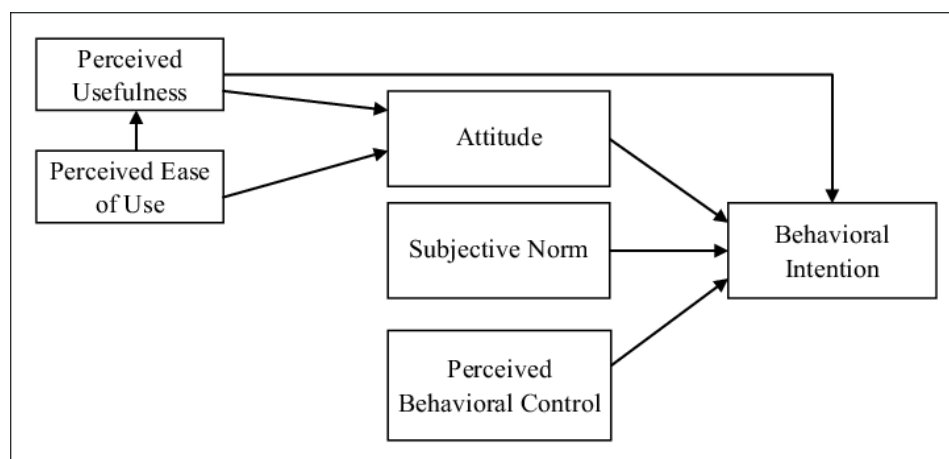 Perceived
Usefulness
Perceived Ease
of Use
Attitude
Subjective Norm
Perceived
Behavioral Control
Behavioral
Intention